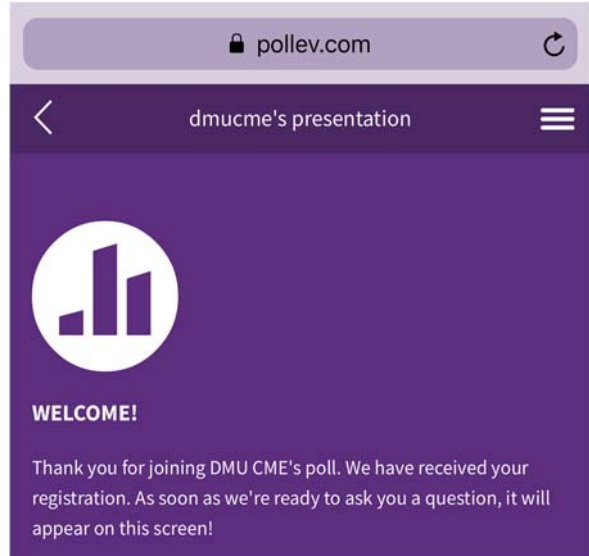 pollev.com
dmucme's presentation
WELCOME!
Thank you for joining DMU CME's poll. We have received your
registration. As soon as we're ready to ask you a question, it will
appear on this screen!